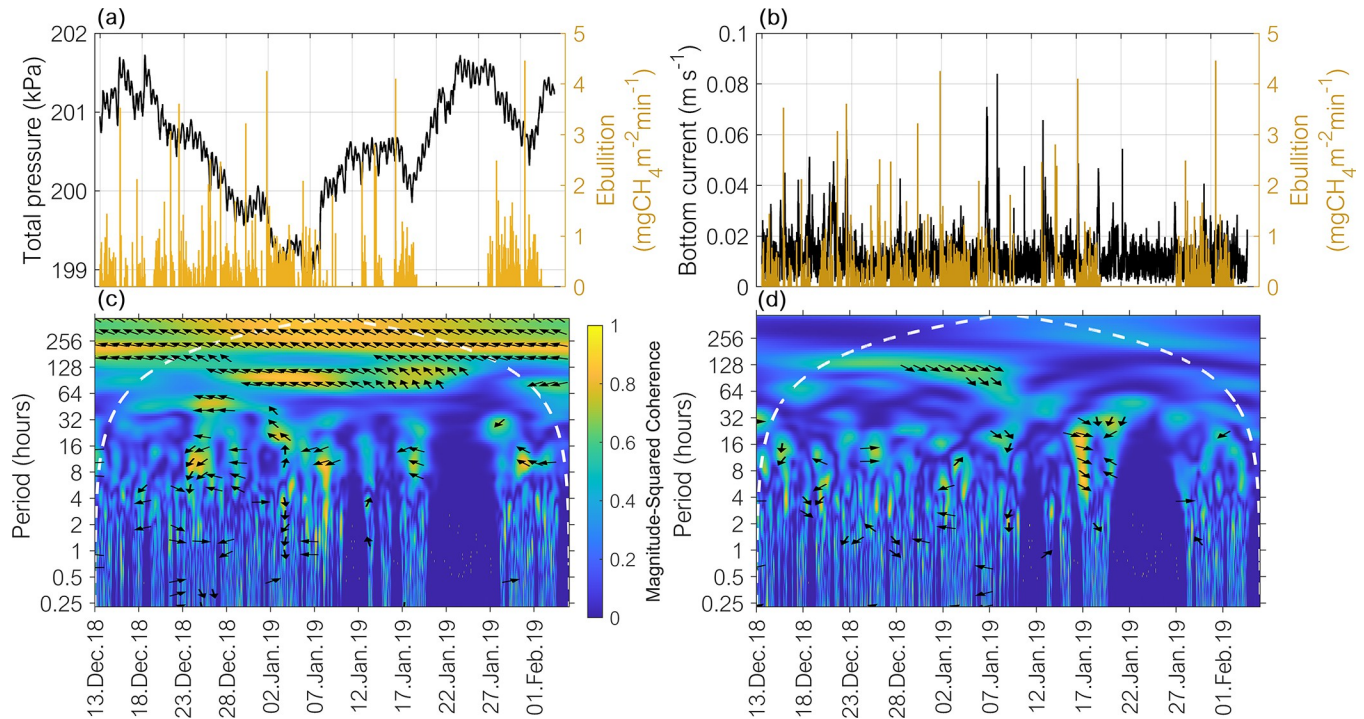 (a)
202
201
200
199
Total pressure (kPa)
5
4
3
2
1
0
Ebullition
(mgCH4m-2min-1)
(b)
0.1
0.08
0.06
0.04
0.02
0
Bottom current (m s-1)
5
4
3
2
1
0
Ebullition
(mgCH4m-2min-1)
(c)
256
128
64
32
16
8
4
2
1
0.5
0.25
Period (hours)
13.Dec.18
18.Dec.18
23.Dec.18
28.Dec.18
02.Jan.19
07.Jan.19
12.Jan.19
17.Jan.19
22.Jan.19
27.Jan.19
01.Feb.19
1
0.8
0.6
0.4
0.2
0
Magnitude-Squared Coherence
(d)
256
128
64
32
16
8
4
2
1
0.5
0.25
Period (hours)
13.Dec.18
18.Dec.18
23.Dec.18
28.Dec.18
02.Jan.19
07.Jan.19
12.Jan.19
17.Jan.19
22.Jan.19
27.Jan.19
01.Feb.19